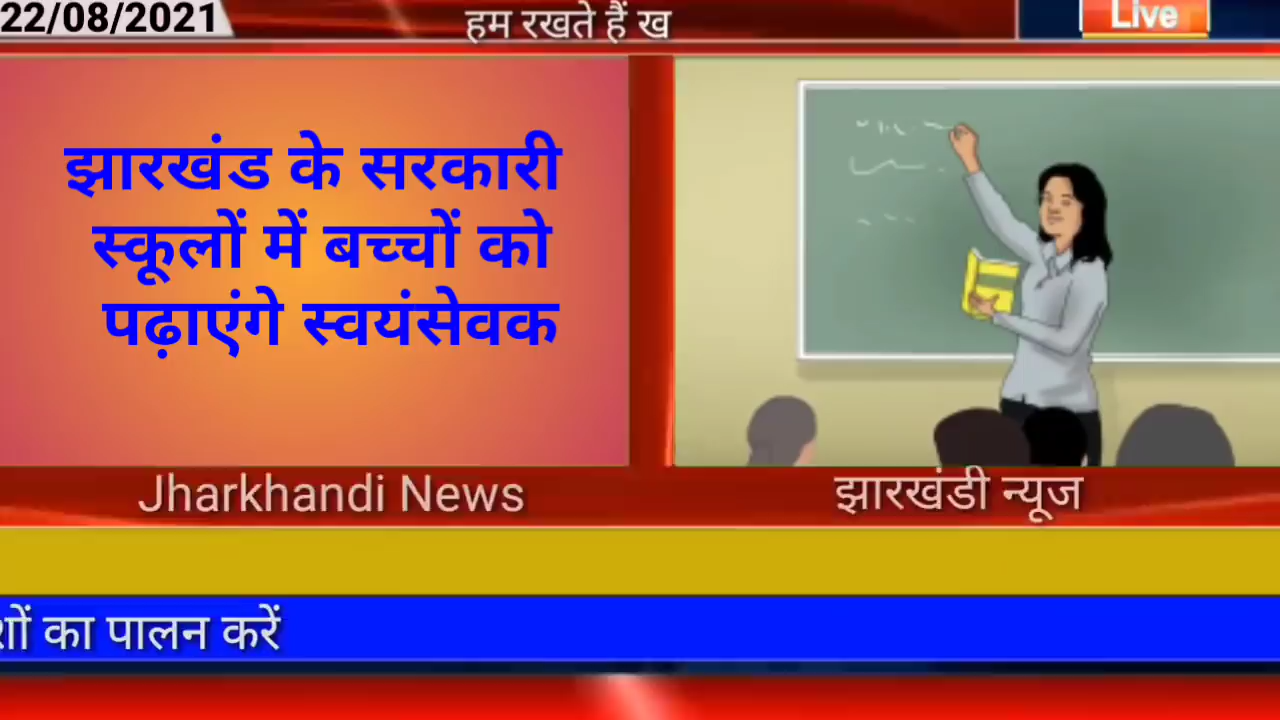 22/08/2021
हम रखते हैं ख
Live
झारखंड के सरकारी
स्कूलों में बच्चों को
पढ़ाएंगे स्वयंसेवक
Jharkhandi News
झारखंडी न्यूज
का पालन करें